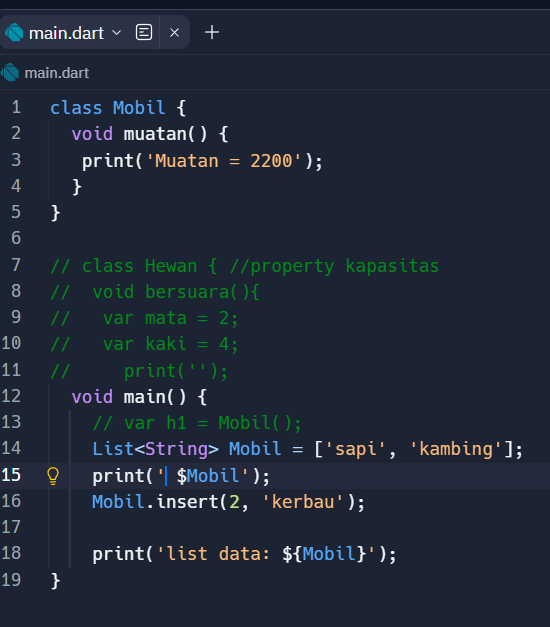 main.dart
main.dart
1 class Mobil {
2   void muatan() {
3    print('Muatan = 2200');
4   }
5 }
6
7 // class Hewan { //property kapasitas
8 //  void bersuara(){
9 //   var mata = 2;
10 //   var kaki = 4;
11 //     print('');
12   void main() {
13     // var h1 = Mobil();
14     List<String> Mobil = ['sapi', 'kambing'];
15     print(' $Mobil');
16     Mobil.insert(2, 'kerbau');
17
18     print('list data: ${Mobil}');
19 }